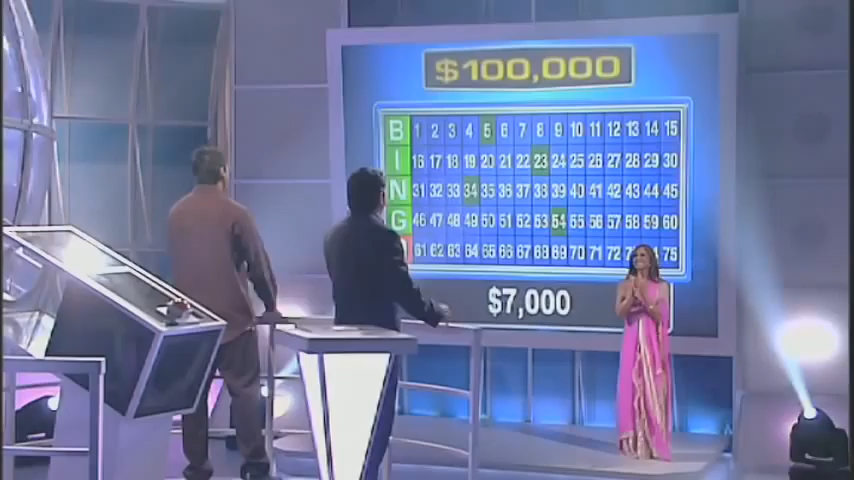 $100,000
B 1 2 3 4 5 6 7 8 9 10 11 12 13 14 15
I 16 17 18 19 20 21 22 23 24 25 26 27 28 29 30
N 31 32 33 34 35 36 37 38 39 40 41 42 43 44 45
G 46 47 48 49 50 51 52 53 54 55 56 57 58 59 60
61 62 63 64 65 66 67 68 69 70 71 72 75
$7,000